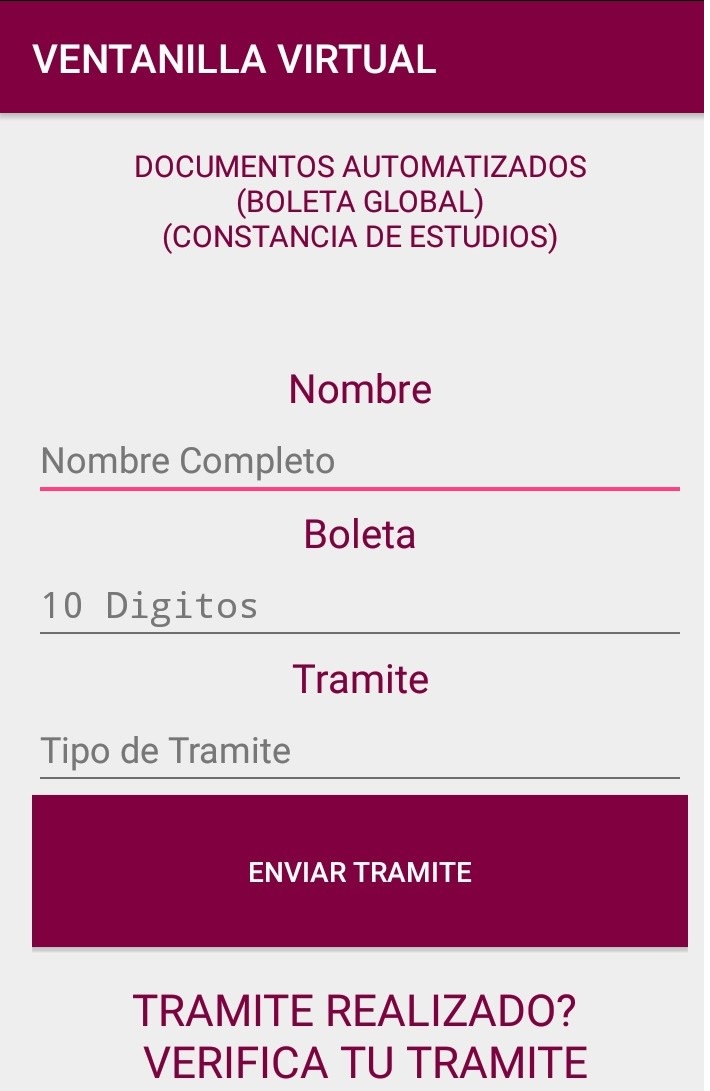 VENTANILLA VIRTUAL
DOCUMENTOS AUTOMATIZADOS
(BOLETA GLOBAL)
(CONSTANCIA DE ESTUDIOS)
Nombre
Nombre Completo
Boleta
10 Digitos
Tramite
Tipo de Tramite
ENVIAR TRAMITE
TRAMITE REALIZADO?
VERIFICA TU TRAMITE